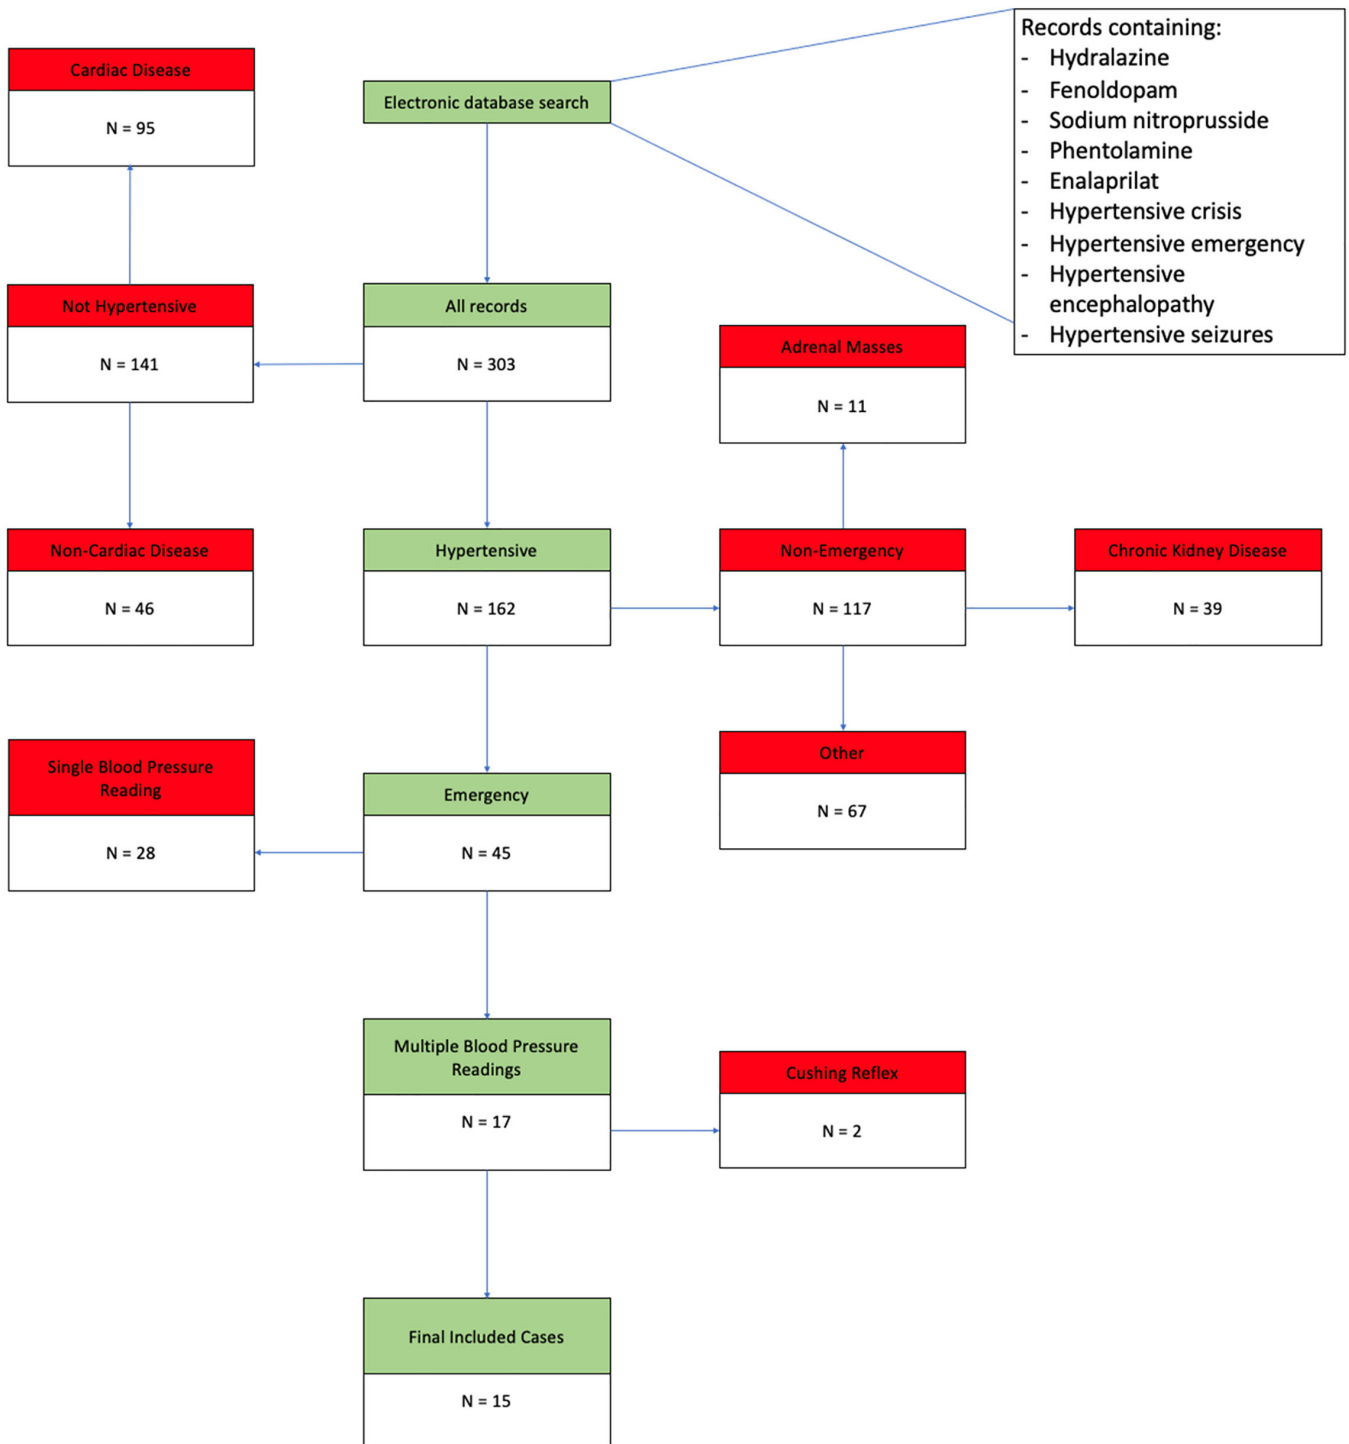 Records containing:
- Hydralazine
- Fenoldopam
- Sodium nitroprusside
- Phentolamine
- Enalaprilat
- Hypertensive crisis
- Hypertensive emergency
- Hypertensive
encephalopathy
- Hypertensive seizures
Cardiac Disease
N = 95
Electronic database search
Not Hypertensive
N = 141
All records
N = 303
Adrenal Masses
N = 11
Non-Cardiac Disease
N = 46
Hypertensive
N = 162
Non-Emergency
N = 117
Chronic Kidney Disease
N = 39
Single Blood Pressure
Reading
N = 28
Emergency
N = 45
Other
N = 67
Multiple Blood Pressure
Readings
N = 17
Cushing Reflex
N = 2
Final Included Cases
N = 15